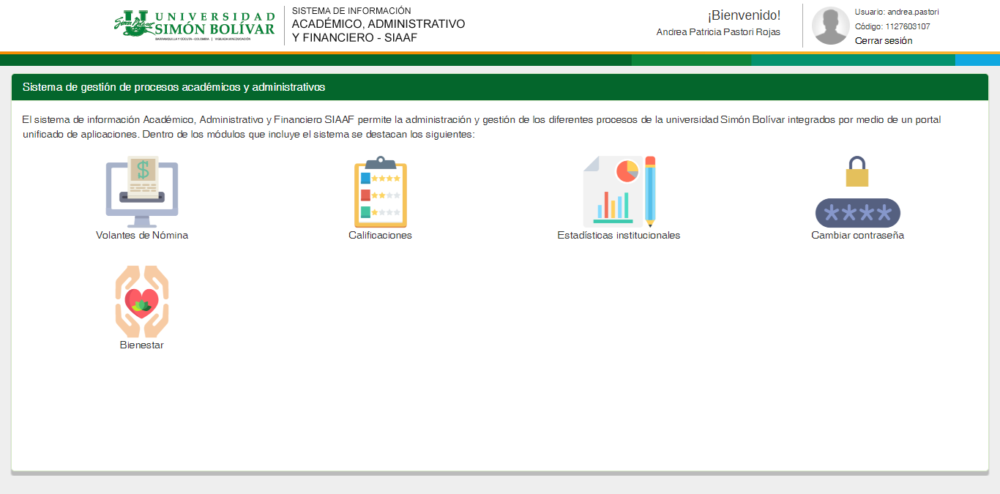 UNIVERSIDAD
SIMÓN BOLÍVAR
BARRANQUILLA Y CÚCUTA - COLOMBIA | VIGILADA MINEDUCACIÓN
SISTEMA DE INFORMACIÓN
ACADÉMICO, ADMINISTRATIVO
Y FINANCIERO - SIAAF
¡Bienvenido!
Andrea Patricia Pastori Rojas
Usuario: andrea.pastori
Código: 1127603107
Cerrar sesión
Sistema de gestión de procesos académicos y administrativos
El sistema de información Académico, Administrativo y Financiero SIAAF permite la administración y gestión de los diferentes procesos de la universidad Simón Bolívar integrados por medio de un portal
unificado de aplicaciones. Dentro de los módulos que incluye el sistema se destacan los siguientes:
$
Volantes de Nómina
Calificaciones
Estadísticas institucionales
****
Cambiar contraseña
Bienestar